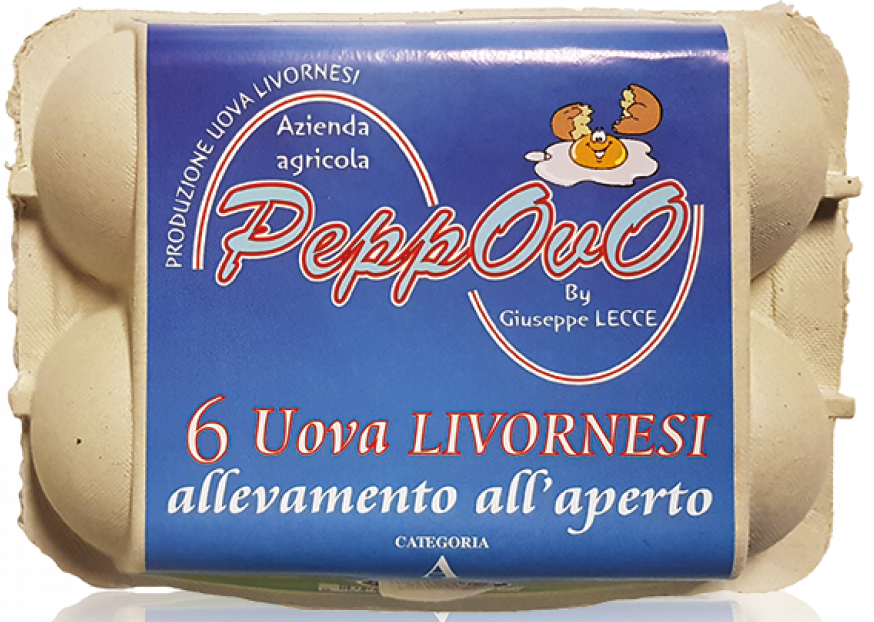 PRODUZIONE UOVA LIVORNESI
Azienda
agricola
PeppOvO
By
Giuseppe LECCE
6 Uova LIVORNESI
allevamento all'aperto
CATEGORIA
A